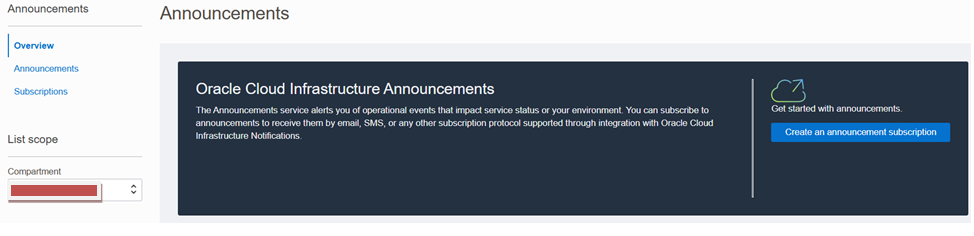 Announcements
Overview
Announcements
Subscriptions
List scope
Compartment
Announcements
Oracle Cloud Infrastructure Announcements
The Announcements service alerts you of operational events that impact service status or your environment. You can subscribe to
announcements to receive them by email, SMS, or any other subscription protocol supported through integration with Oracle Cloud
Infrastructure Notifications.
Get started with announcements.
Create an announcement subscription